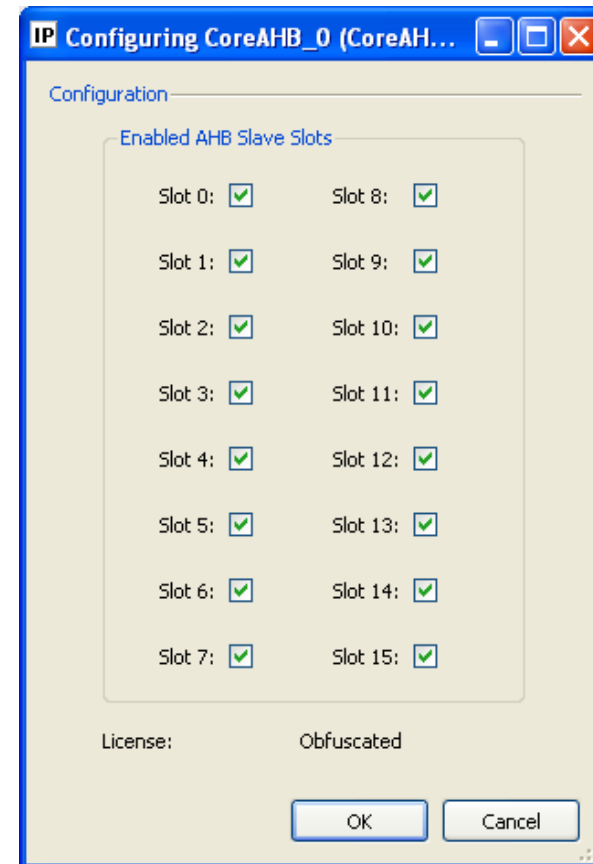 IP Configuring CoreAHB_0 (CoreAH...
Configuration
Enabled AHB Slave Slots
Slot 0: Slot 8:
Slot 1: Slot 9:
Slot 2: Slot 10:
Slot 3: Slot 11:
Slot 4: Slot 12:
Slot 5: Slot 13:
Slot 6: Slot 14:
Slot 7: Slot 15:
License: Obfuscated
OK Cancel